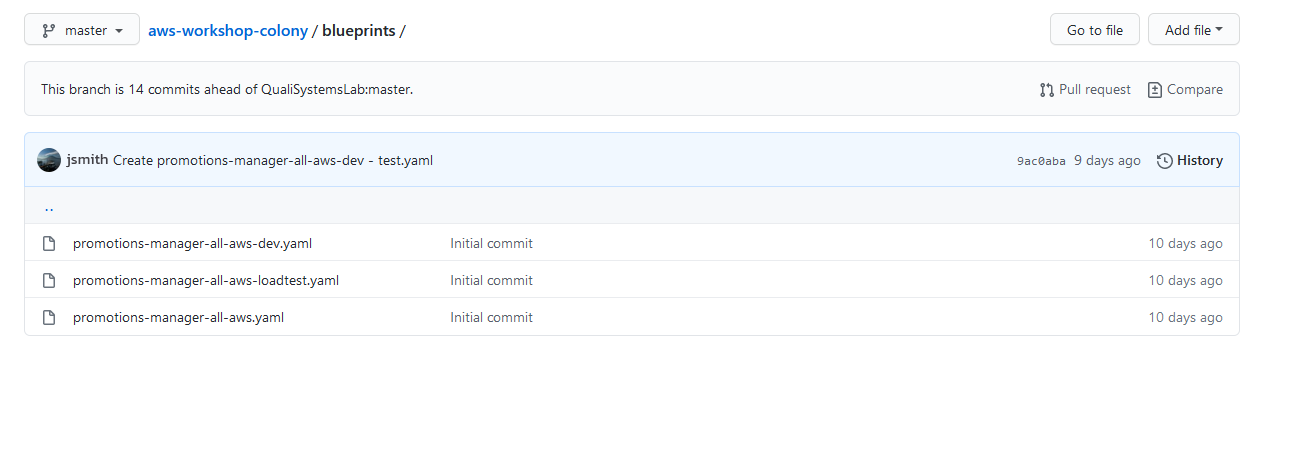 master aws-workshop-colony / blueprints / Go to file Add file
This branch is 14 commits ahead of QualiSystemsLab:master. Pull request Compare
jsmith Create promotions-manager-all-aws-dev - test.yaml 9ac0aba 9 days ago History
..
promotions-manager-all-aws-dev.yaml Initial commit 10 days ago
promotions-manager-all-aws-loadtest.yaml Initial commit 10 days ago
promotions-manager-all-aws.yaml Initial commit 10 days ago